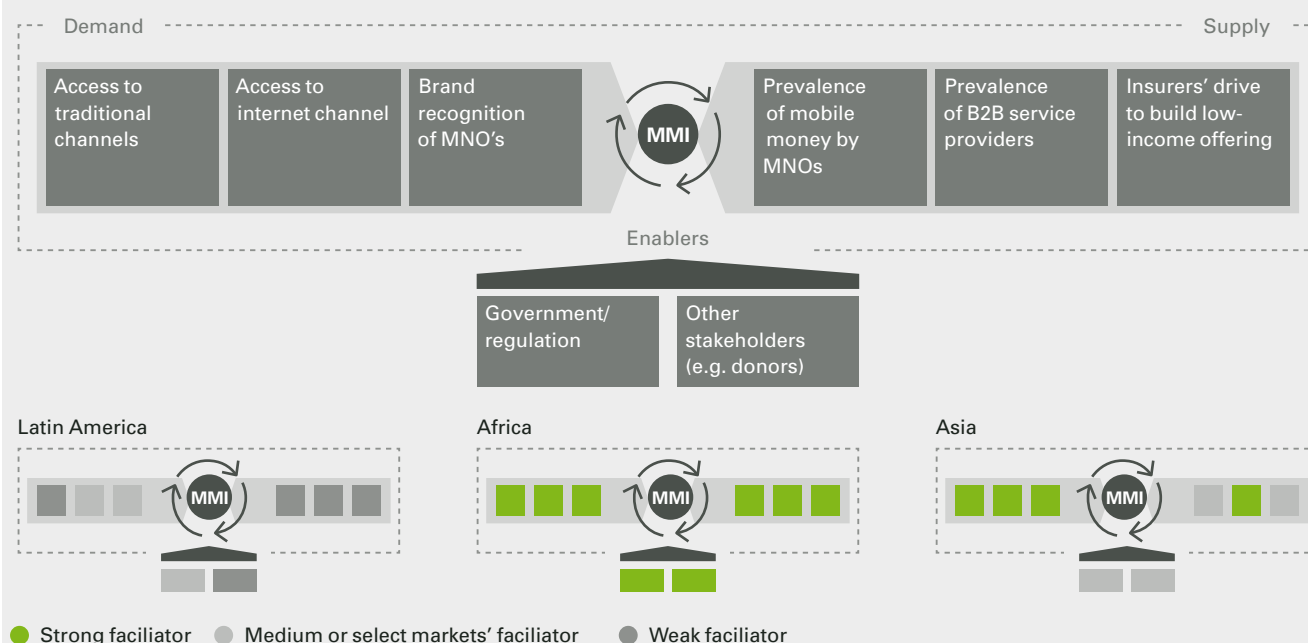 Demand
Supply
Access to
traditional
channels
Access to
internet channel
Brand
recognition
of MNO's
MMI
Prevalence
of mobile
money by
MNOs
Prevalence
of B2B service
providers
Insurers' drive
to build low-
income offering
Enablers
Government/
regulation
Other
stakeholders
(e.g. donors)
Latin America
MMI
Africa
MMI
Asia
MMI
Strong faciliator
Medium or select markets' faciliator
Weak faciliator